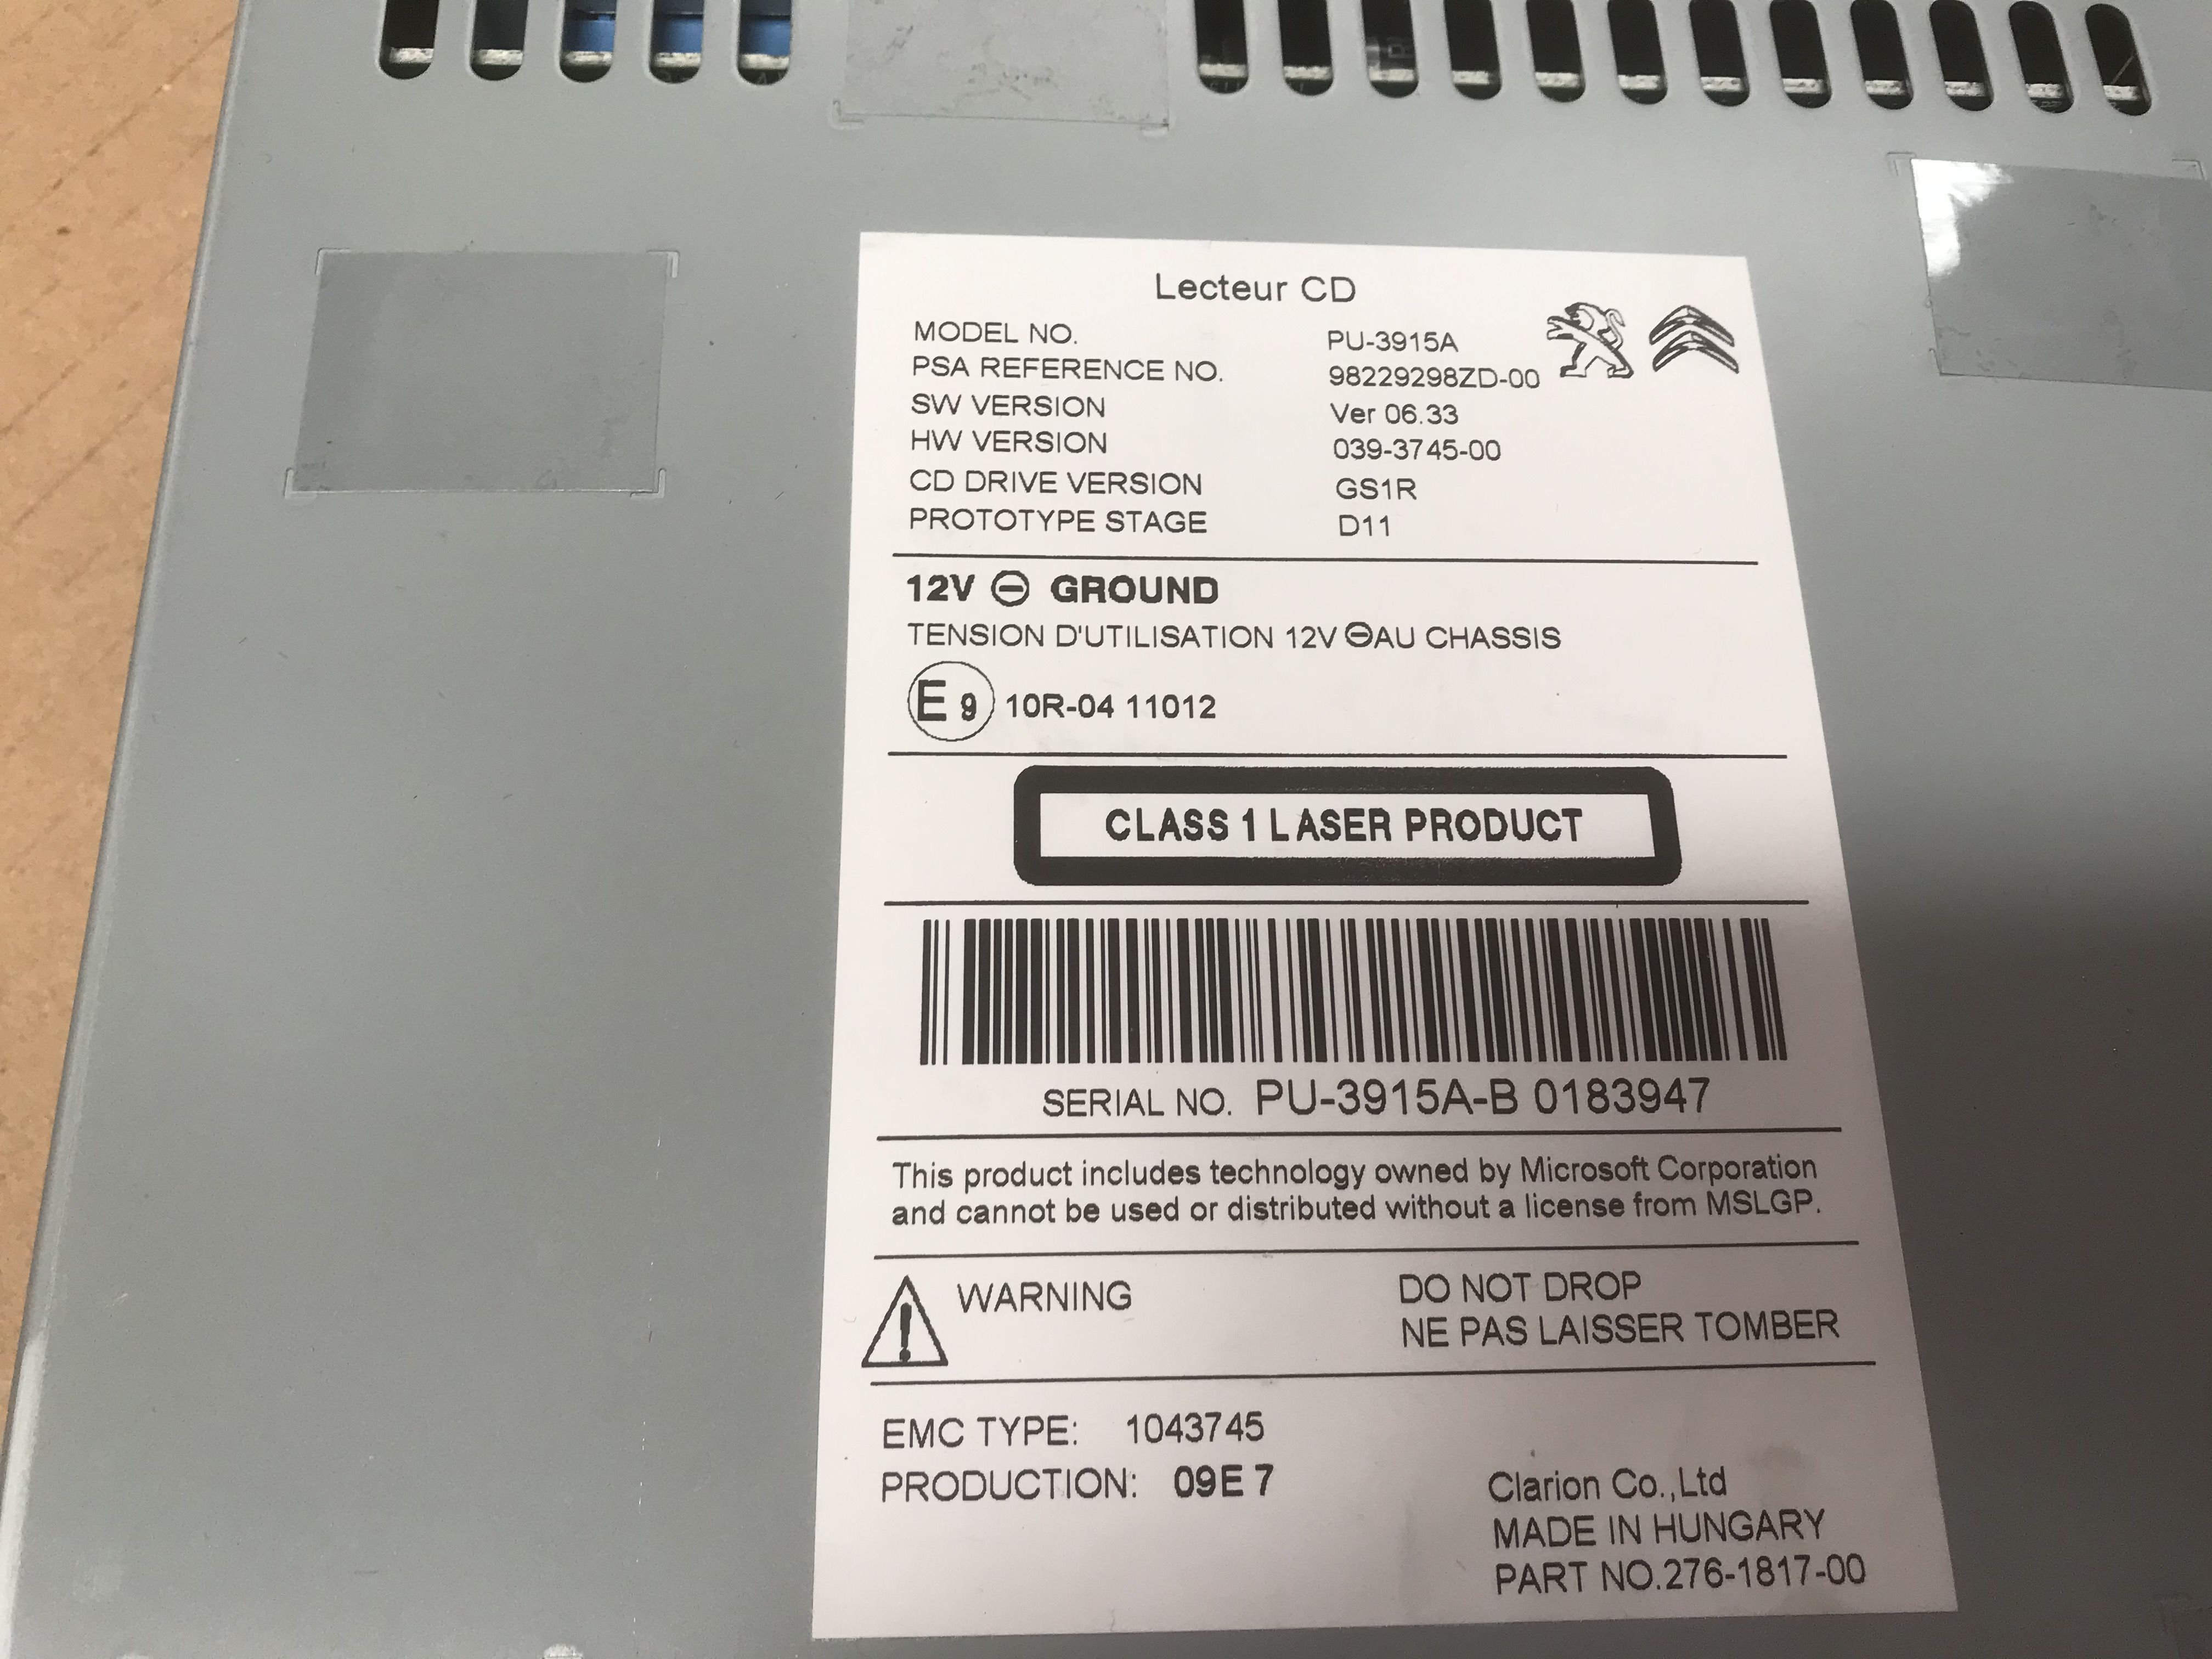 Lecteur CD
MODEL NO. PU-3915A
PSA REFERENCE NO. 98229298ZD-00
SW VERSION Ver 06.33
HW VERSION 039-3745-00
CD DRIVE VERSION GS1R
PROTOTYPE STAGE D11
12V ⊖ GROUND
TENSION D'UTILISATION 12V ⊖AU CHASSIS
E 9 10R-04 11012
CLASS 1 LASER PRODUCT
SERIAL NO. PU-3915A-B 0183947
This product includes technology owned by Microsoft Corporation
and cannot be used or distributed without a license from MSLGP.
WARNING DO NOT DROP
NE PAS LAISSER TOMBER
EMC TYPE: 1043745
PRODUCTION: 09E 7
Clarion Co.,Ltd
MADE IN HUNGARY
PART NO.276-1817-00